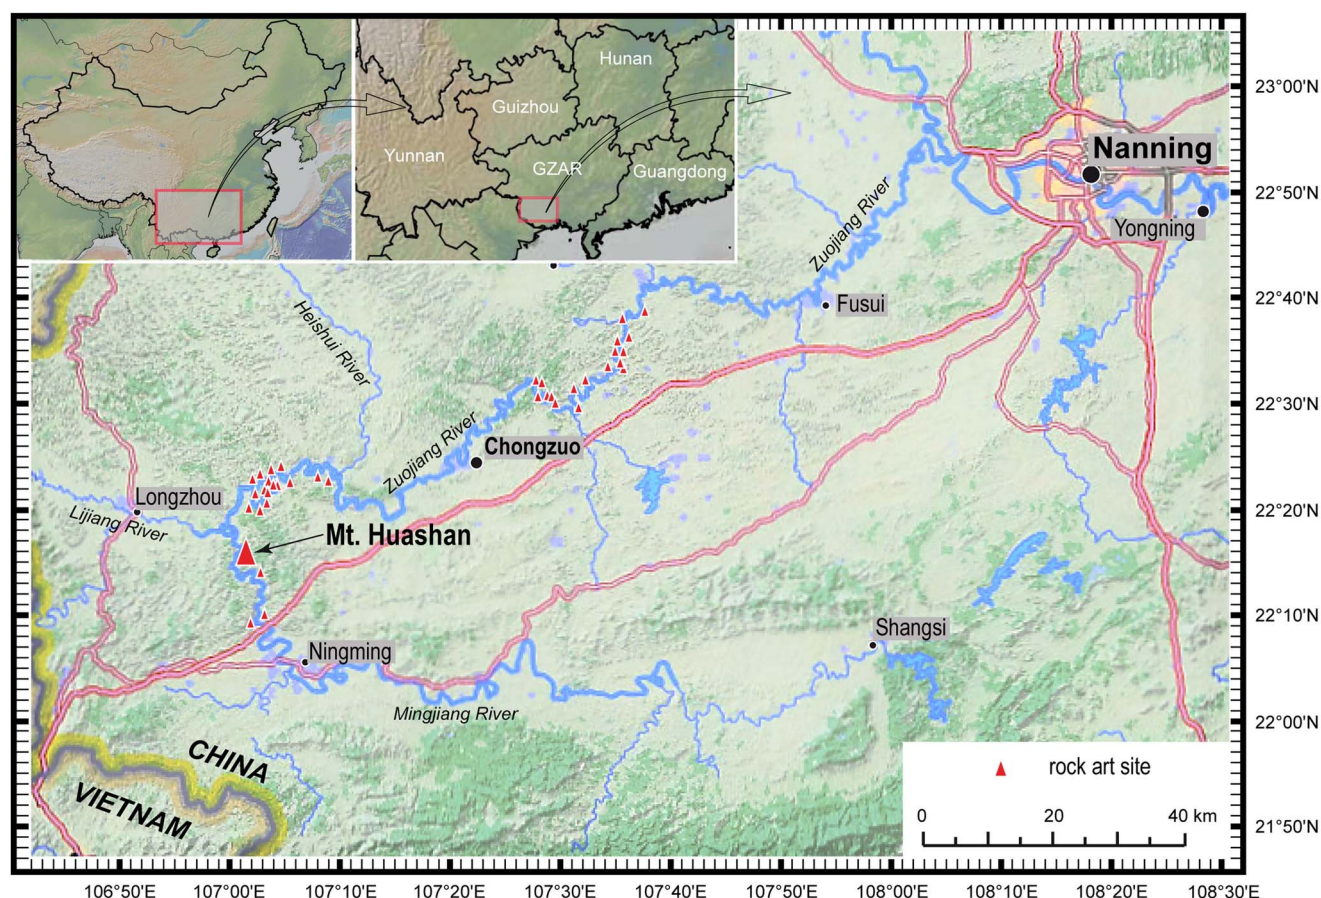 Hunan
Guizhou
Yunnan
GZAR
Guangdong
23°00'N
Nanning
22°50'N
Yongning
Zuojiang River
22°40'N
Fusui
Heishui River
22°30'N
Zuojiang River
Chongzuo
Longzhou
22°20'N
Lijiang River
Mt. Huashan
22°10'N
Shangsi
Ningming
Mingjiang River
22°00'N
CHINA
VIETNAM
rock art site
0 20 40 km
21°50'N
106°50'E 107°00'E 107°10'E 107°20'E 107°30'E 107°40'E 107°50'E 108°00'E 108°10'E 108°20'E 108°30'E